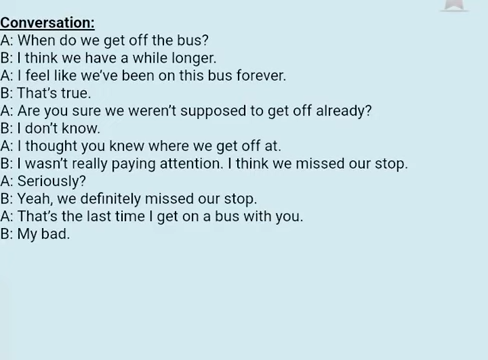 Conversation:
A: When do we get off the bus?
B: I think we have a while longer.
A: I feel like we've been on this bus forever.
B: That's true.
A: Are you sure we weren't supposed to get off already?
B: I don't know.
A: I thought you knew where we get off at.
B: I wasn't really paying attention. I think we missed our stop.
A: Seriously?
B: Yeah, we definitely missed our stop.
A: That's the last time I get on a bus with you.
B: My bad.